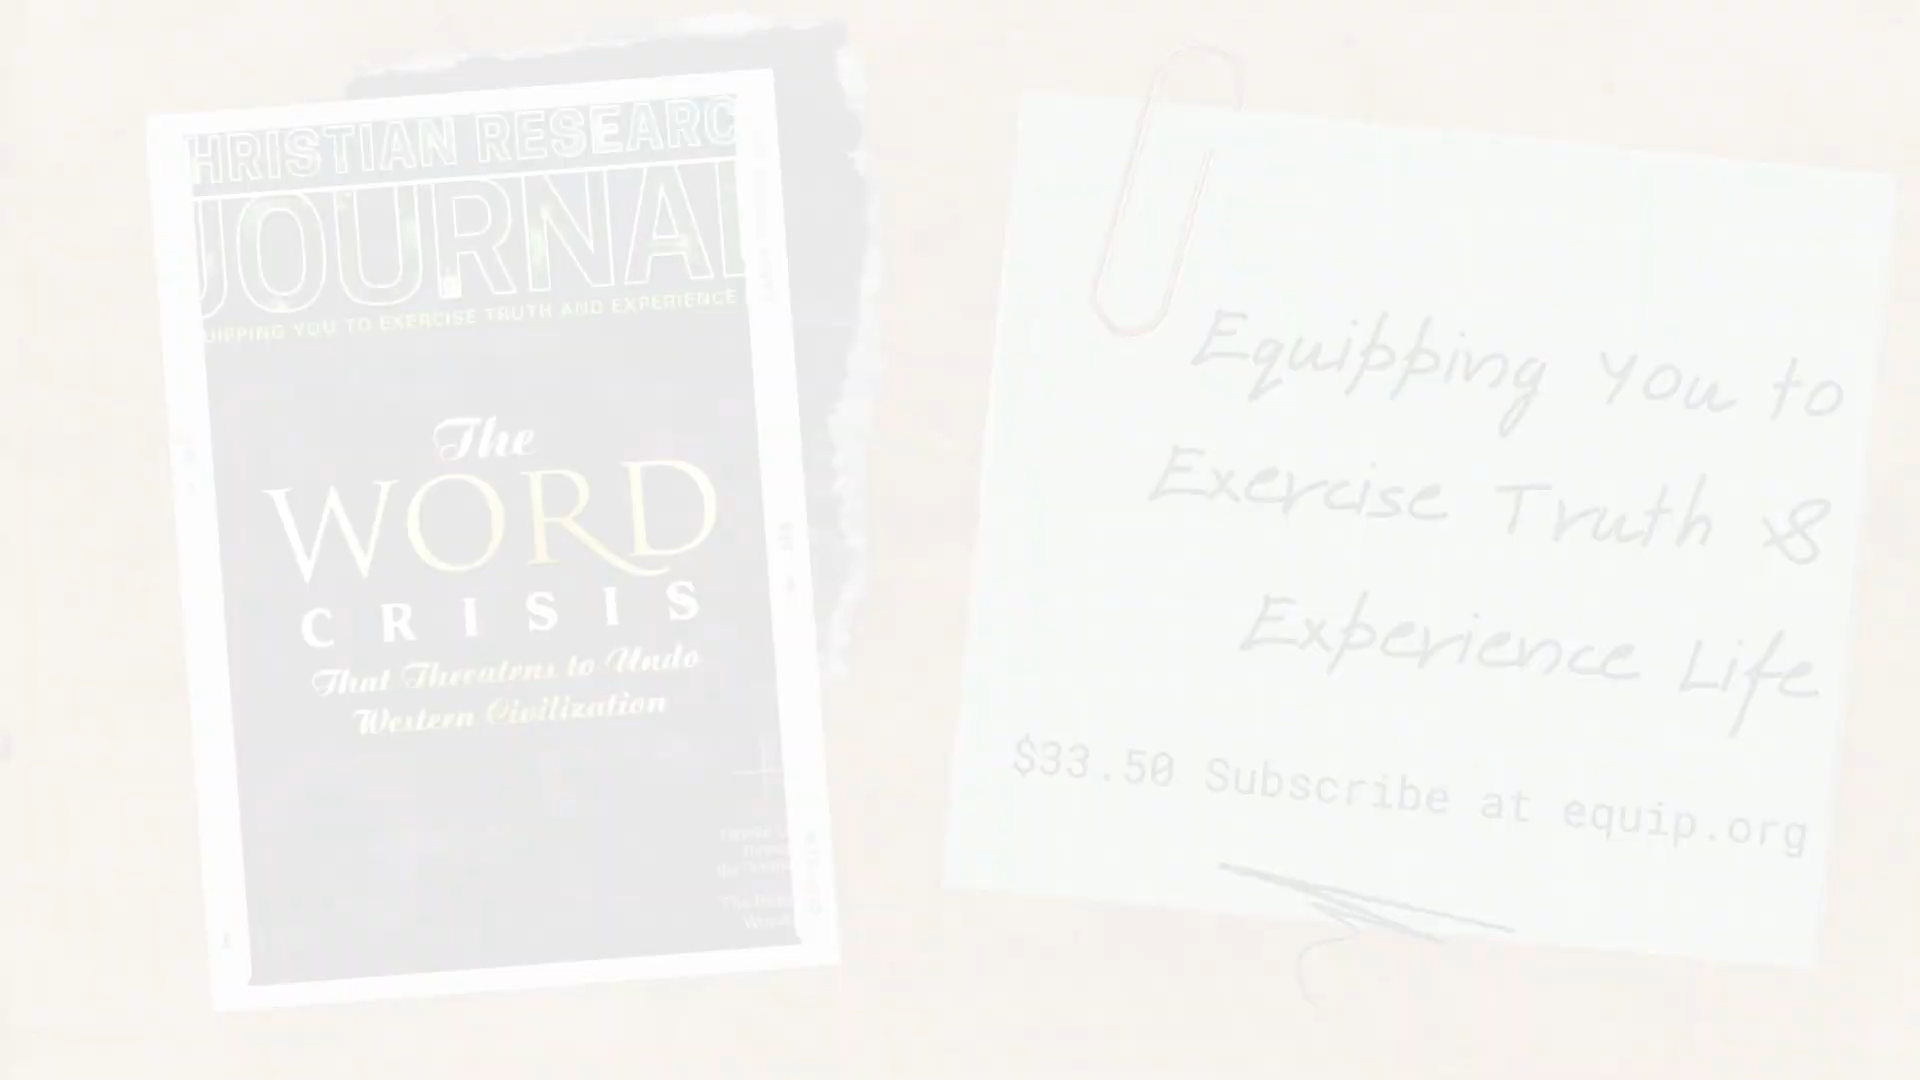 HRISTIAN RESEARC
JOURNAL
UIPPING YOU TO EXERCISE TRUTH AND EXPERIENCE
The
WORD
CRISIS
That Threatens to Undo
Western Civilization
Equipping You to
Exercise Truth &
Experience Life
$33.50 Subscribe at equip.org